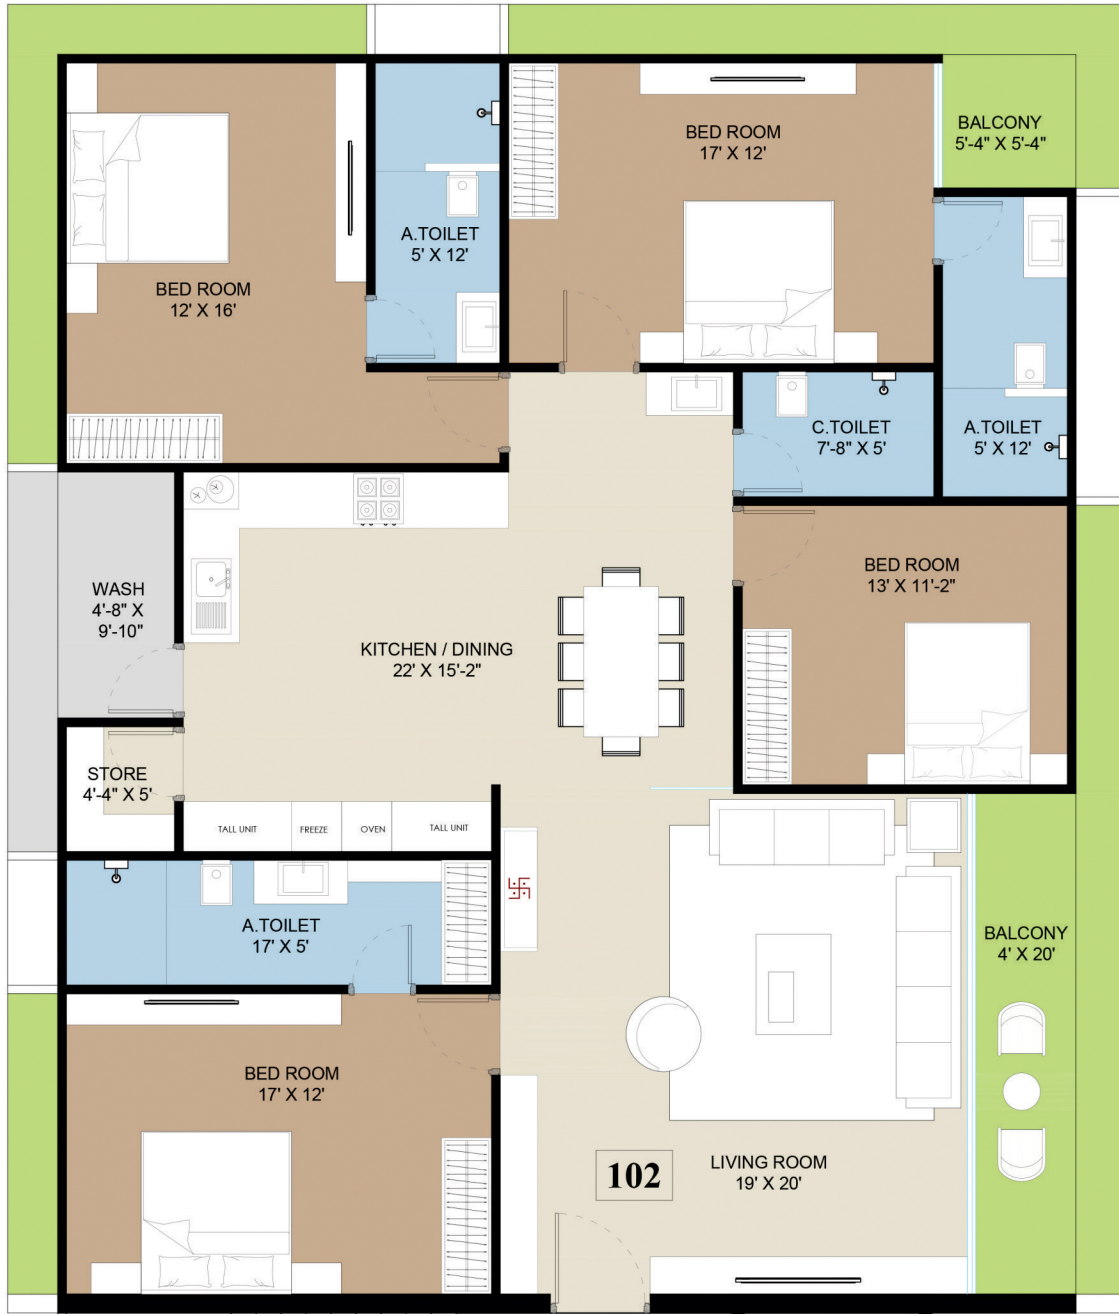 BED ROOM
17' X 12'
BALCONY
5'-4" X 5'-4"
A.TOILET
5' X 12'
BED ROOM
12' X 16'
C.TOILET
7'-8" X 5'
A.TOILET
5' X 12'
BED ROOM
13' X 11'-2"
WASH
4'-8" X
9'-10"
KITCHEN / DINING
22' X 15'-2"
STORE
4'-4" X 5'
TALL UNIT
FREEZE
OVEN
TALL UNIT
A.TOILET
17' X 5'
BALCONY
4' X 20'
BED ROOM
17' X 12'
LIVING ROOM
19' X 20'
102